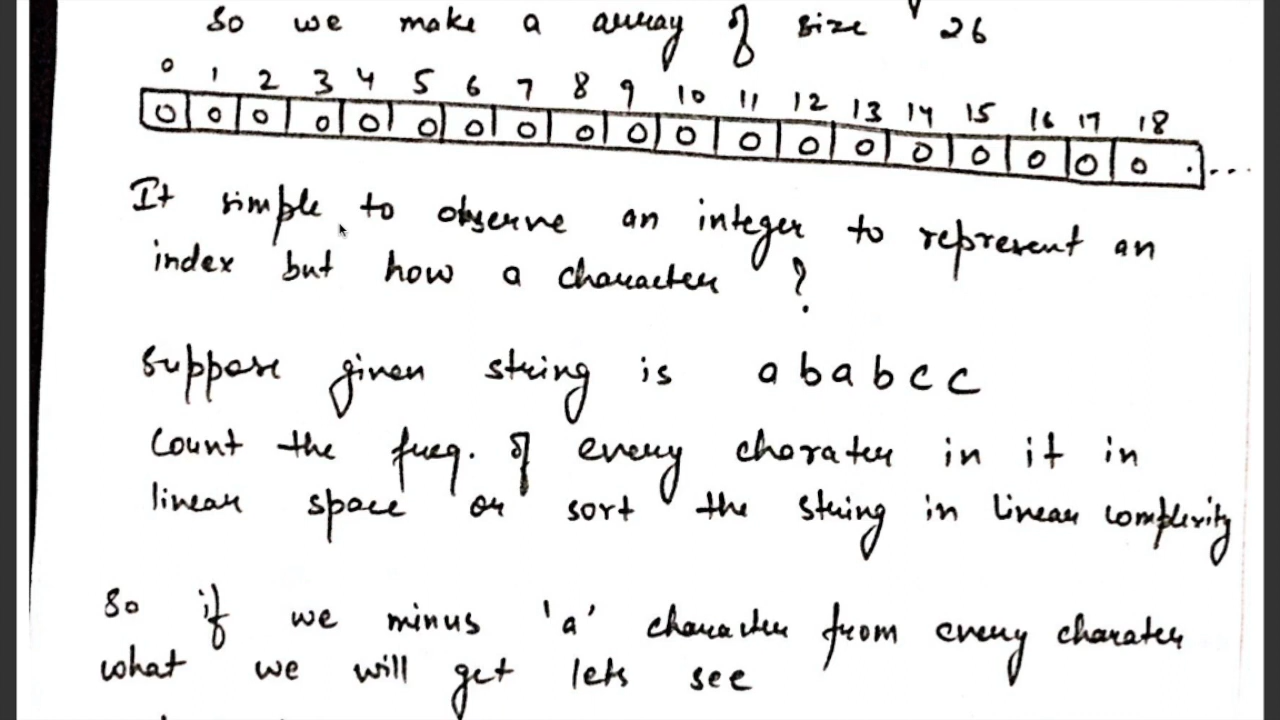 So we make a array of size 26
0 1 2 3 4 5 6 7 8 9 10 11 12 13 14 15 16 17 18
0 0 0 0 0 0 0 0 0 0 0 0 0 0 0 0 0 0 0 . ...
It simple to observe an integer to represent an
index but how a character ?
Suppose given string is a b a b c c
Count the freq. of every charater in it in
linear space or sort the string in linear complexity
So if we minus 'a' character from every charater
what we will get lets see